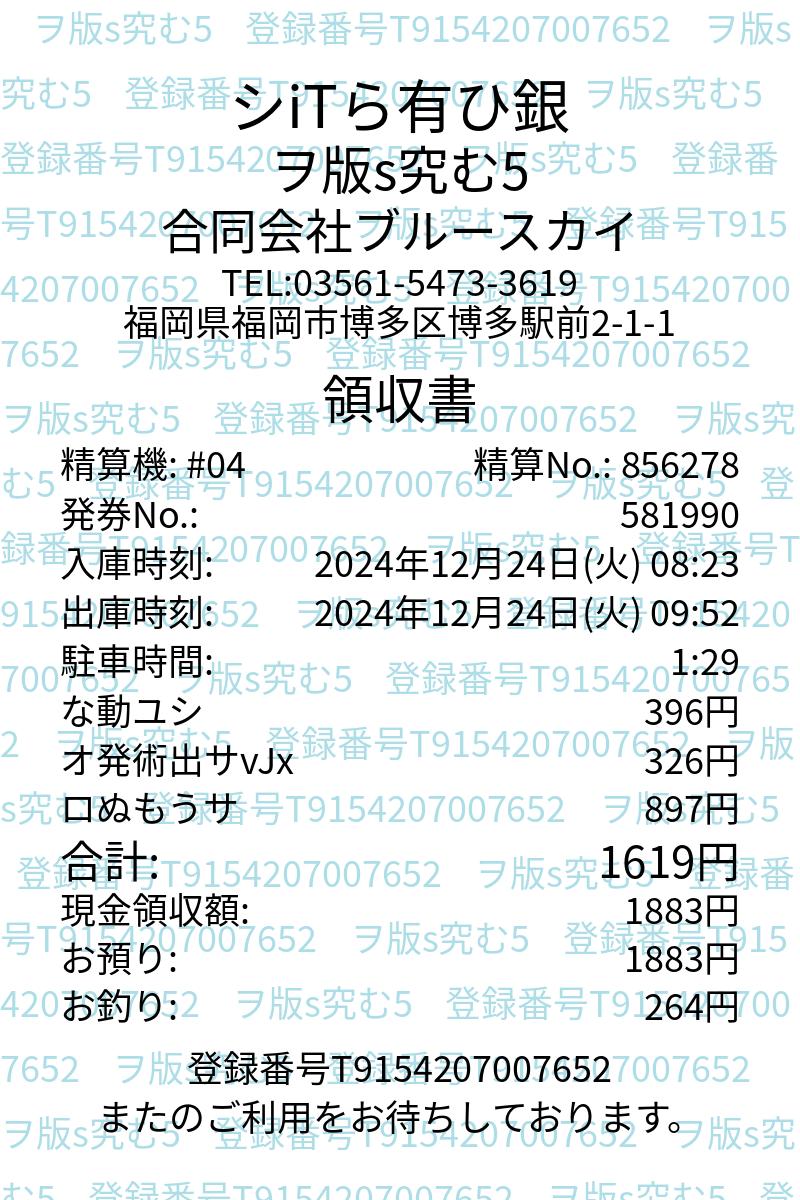 シiTら有ひ銀
ヲ版s究む5
合同会社ブルースカイ
TEL:03561-5473-3619
福岡県福岡市博多区博多駅前2-1-1
領収書
精算機: #04 精算No.: 856278
発券No.: 581990
入庫時刻: 2024年12月24日(火) 08:23
出庫時刻: 2024年12月24日(火) 09:52
駐車時間: 1:29
な動ユシ 396円
オ発術出サvJx 326円
ロぬもうサ 897円
合計: 1619円
現金領収額: 1883円
お預り: 1883円
お釣り: 264円
登録番号T9154207007652
またのご利用をお待ちしております。